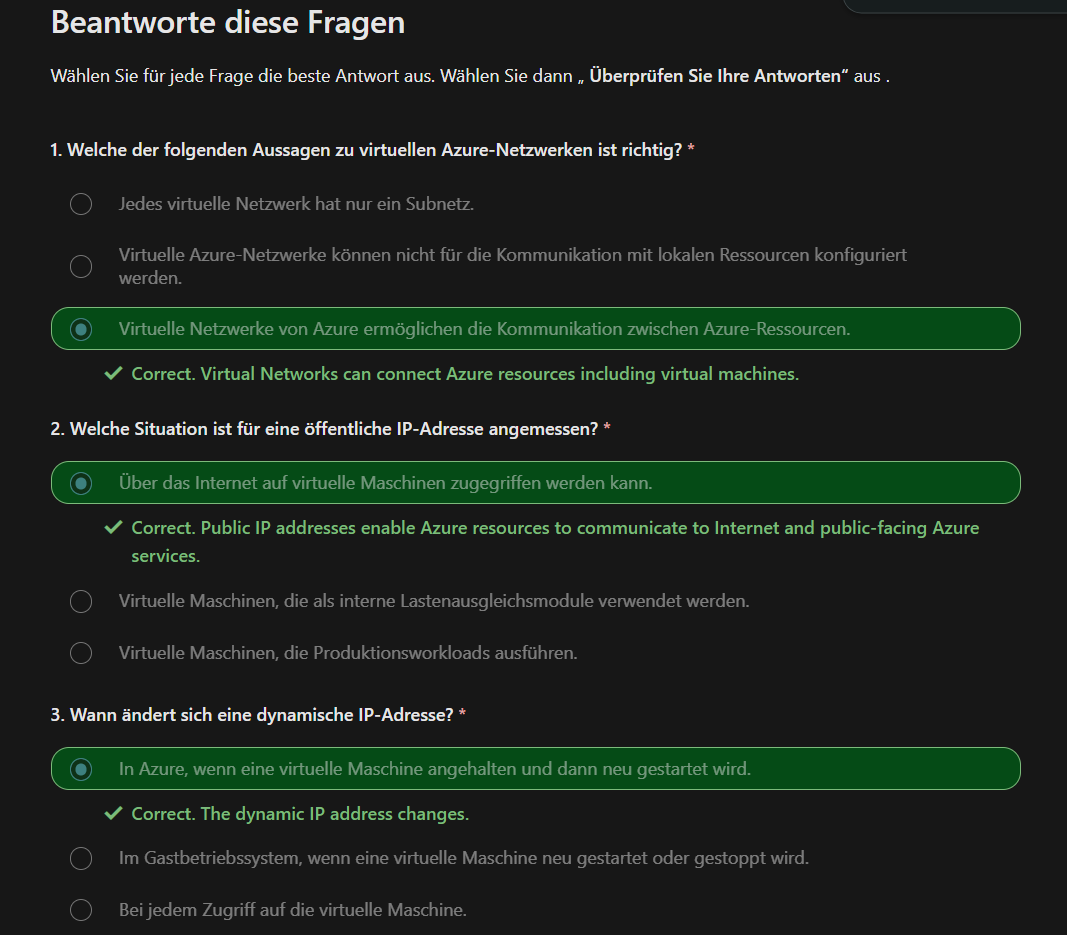 Beantworte diese Fragen
Wählen Sie für jede Frage die beste Antwort aus. Wählen Sie dann „ Überprüfen Sie Ihre Antworten“ aus .
1. Welche der folgenden Aussagen zu virtuellen Azure-Netzwerken ist richtig? *
Jedes virtuelle Netzwerk hat nur ein Subnetz.
Virtuelle Azure-Netzwerke können nicht für die Kommunikation mit lokalen Ressourcen konfiguriert
werden.
Virtuelle Netzwerke von Azure ermöglichen die Kommunikation zwischen Azure-Ressourcen.
Correct. Virtual Networks can connect Azure resources including virtual machines.
2. Welche Situation ist für eine öffentliche IP-Adresse angemessen? *
Über das Internet auf virtuelle Maschinen zugegriffen werden kann.
Correct. Public IP addresses enable Azure resources to communicate to Internet and public-facing Azure
services.
Virtuelle Maschinen, die als interne Lastenausgleichsmodule verwendet werden.
Virtuelle Maschinen, die Produktionsworkloads ausführen.
3. Wann ändert sich eine dynamische IP-Adresse? *
In Azure, wenn eine virtuelle Maschine angehalten und dann neu gestartet wird.
Correct. The dynamic IP address changes.
Im Gastbetriebssystem, wenn eine virtuelle Maschine neu gestartet oder gestoppt wird.
Bei jedem Zugriff auf die virtuelle Maschine.